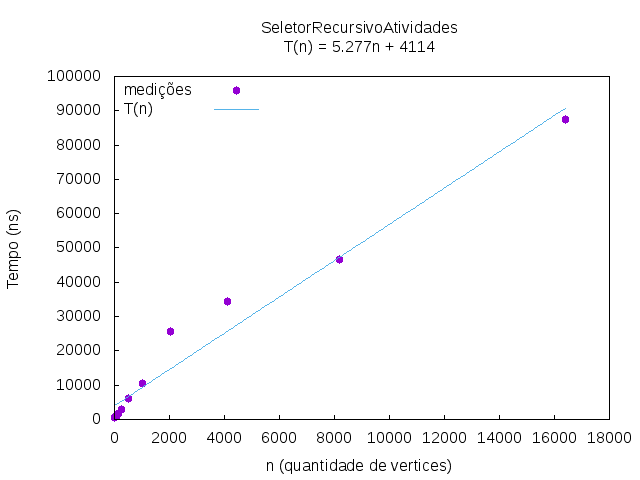 SeletorRecursivoAtividades
T(n) = 5.277n + 4114
medições
T(n)
100000
90000
80000
70000
60000
50000
40000
30000
20000
10000
0
0 2000 4000 6000 8000 10000 12000 14000 16000 18000
Tempo (ns)
n (quantidade de vertices)